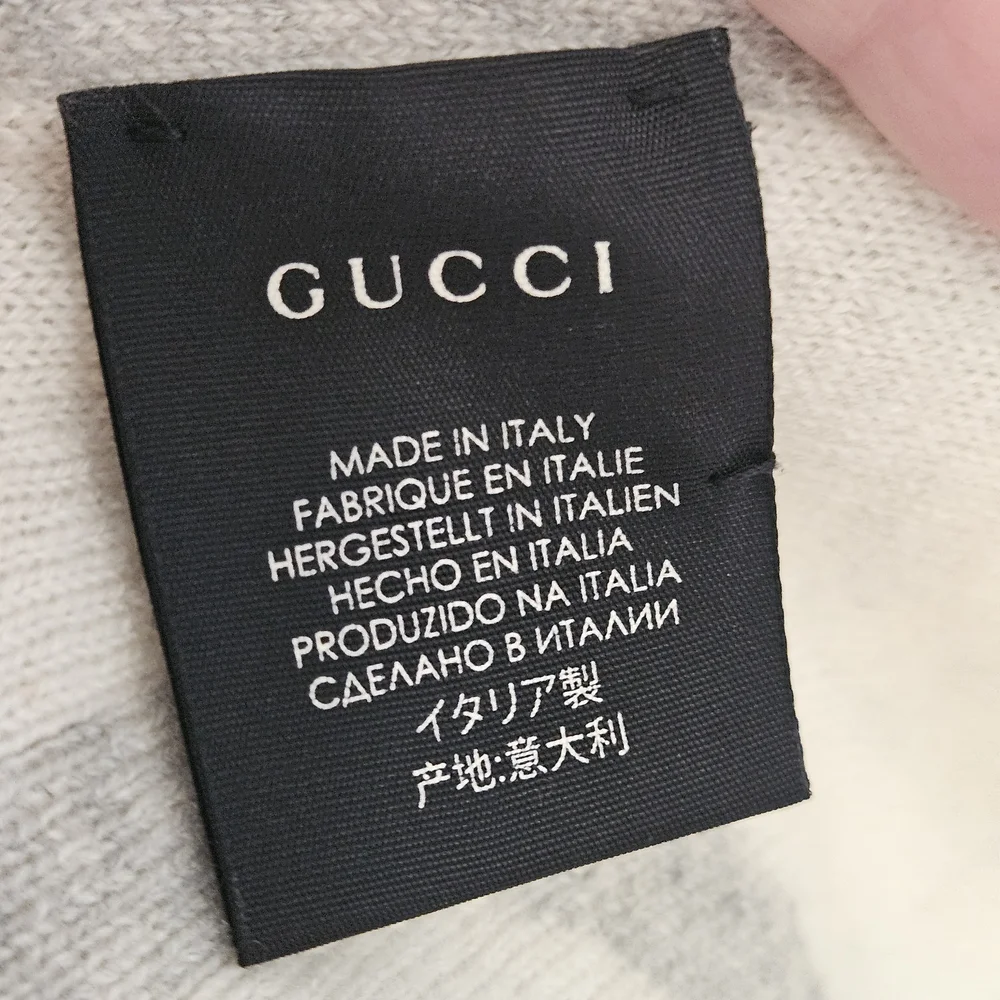 GUCCI
MADE IN ITALY
FABRIQUE EN ITALIE
HERGESTELLT IN ITALIEN
HECHO EN ITALIA
PRODUZIDO NA ITALIA
СДЕЛАНО В ИТАЛИИ
イタリア製
产地:意大利